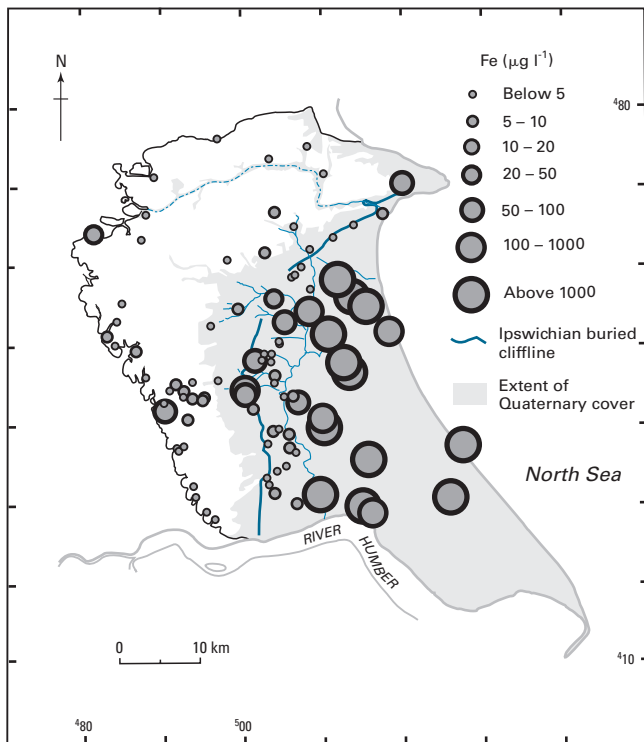 N
Fe (μg l⁻¹)
Below 5
5 – 10
10 – 20
20 – 50
50 – 100
100 – 1000
Above 1000
Ipswichian buried
cliffline
Extent of
Quaternary cover
⁴80
North Sea
RIVER
HUMBER
0 10 km
⁴10
⁴80
⁵00